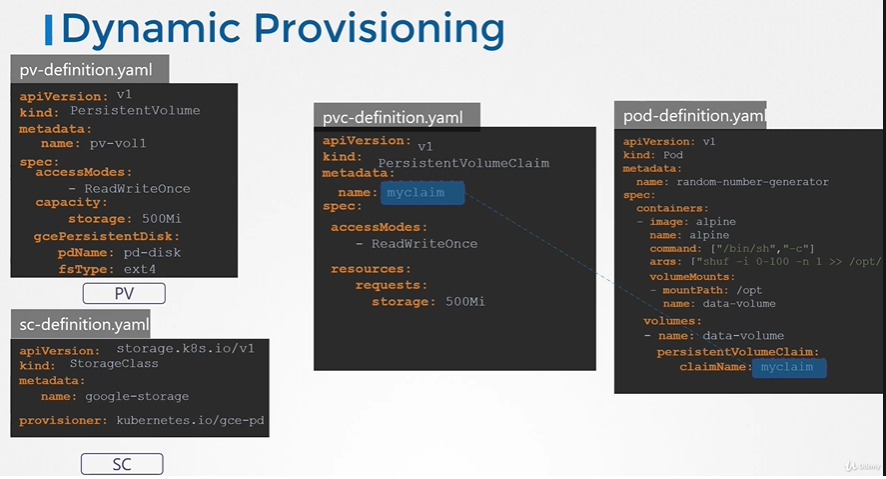 Dynamic Provisioning
pv-definition.yaml
apiVersion: v1
kind: PersistentVolume
metadata:
name: pv-vol1
spec:
accessModes:
- ReadWriteOnce
capacity:
storage: 500Mi
gcePersistentDisk:
pdName: pd-disk
fsType: ext4
PV
sc-definition.yaml
apiVersion: storage.k8s.io/v1
kind: StorageClass
metadata:
name: google-storage
provisioner: kubernetes.io/gce-pd
SC
pvc-definition.yaml
apiVersion: v1
kind: PersistentVolumeClaim
metadata:
name: myclaim
spec:
accessModes:
- ReadWriteOnce
resources:
requests:
storage: 500Mi
pod-definition.yaml
apiVersion: v1
kind: Pod
metadata:
name: random-number-generator
spec:
containers:
- image: alpine
name: alpine
command: ["/bin/sh","-c"]
args: ["shuf -i 0-100 -n 1 >> /opt/
volumeMounts:
- mountPath: /opt
name: data-volume
volumes:
- name: data-volume
persistentVolumeClaim:
claimName: myclaim
Udemy